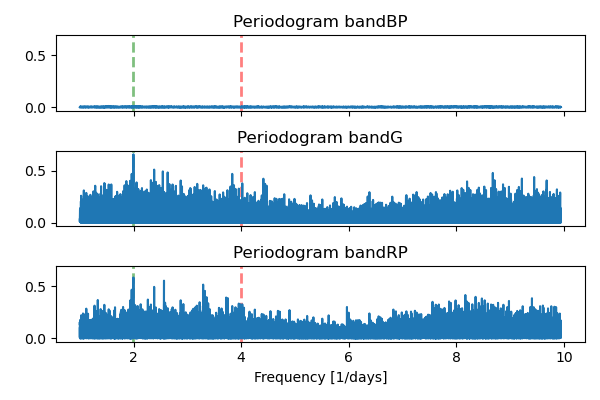 Periodogram bandBP
0.5
0.0
Periodogram bandG
0.5
0.0
Periodogram bandRP
0.5
0.0
2 4 6 8 10
Frequency [1/days]